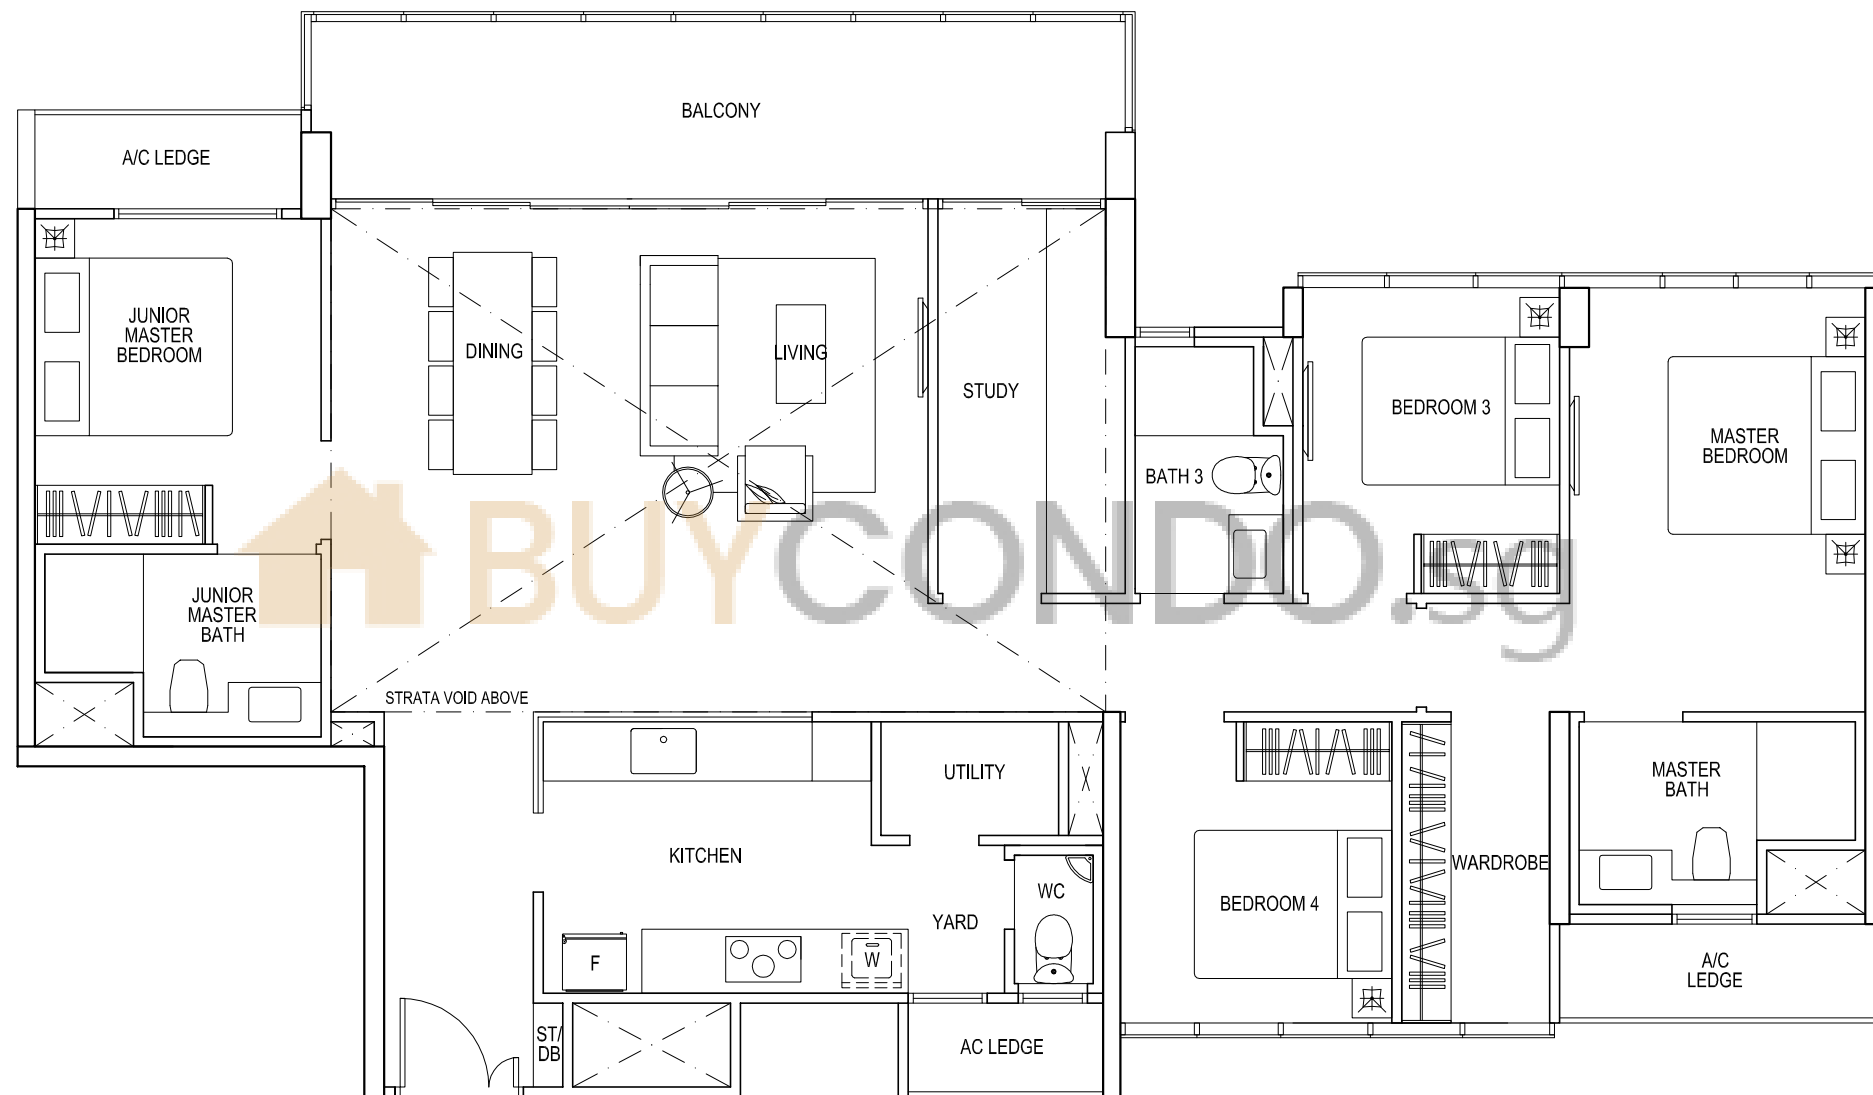 BALCONY
A/C LEDGE
JUNIOR
MASTER
BEDROOM
DINING
LIVING
STUDY
BATH 3
BEDROOM 3
MASTER
BEDROOM
BUYCONDO.sg
JUNIOR
MASTER
BATH
STRATA VOID ABOVE
KITCHEN
UTILITY
WC
YARD
F
W
ST/
DB
AC LEDGE
BEDROOM 4
WARDROBE
MASTER
BATH
A/C
LEDGE